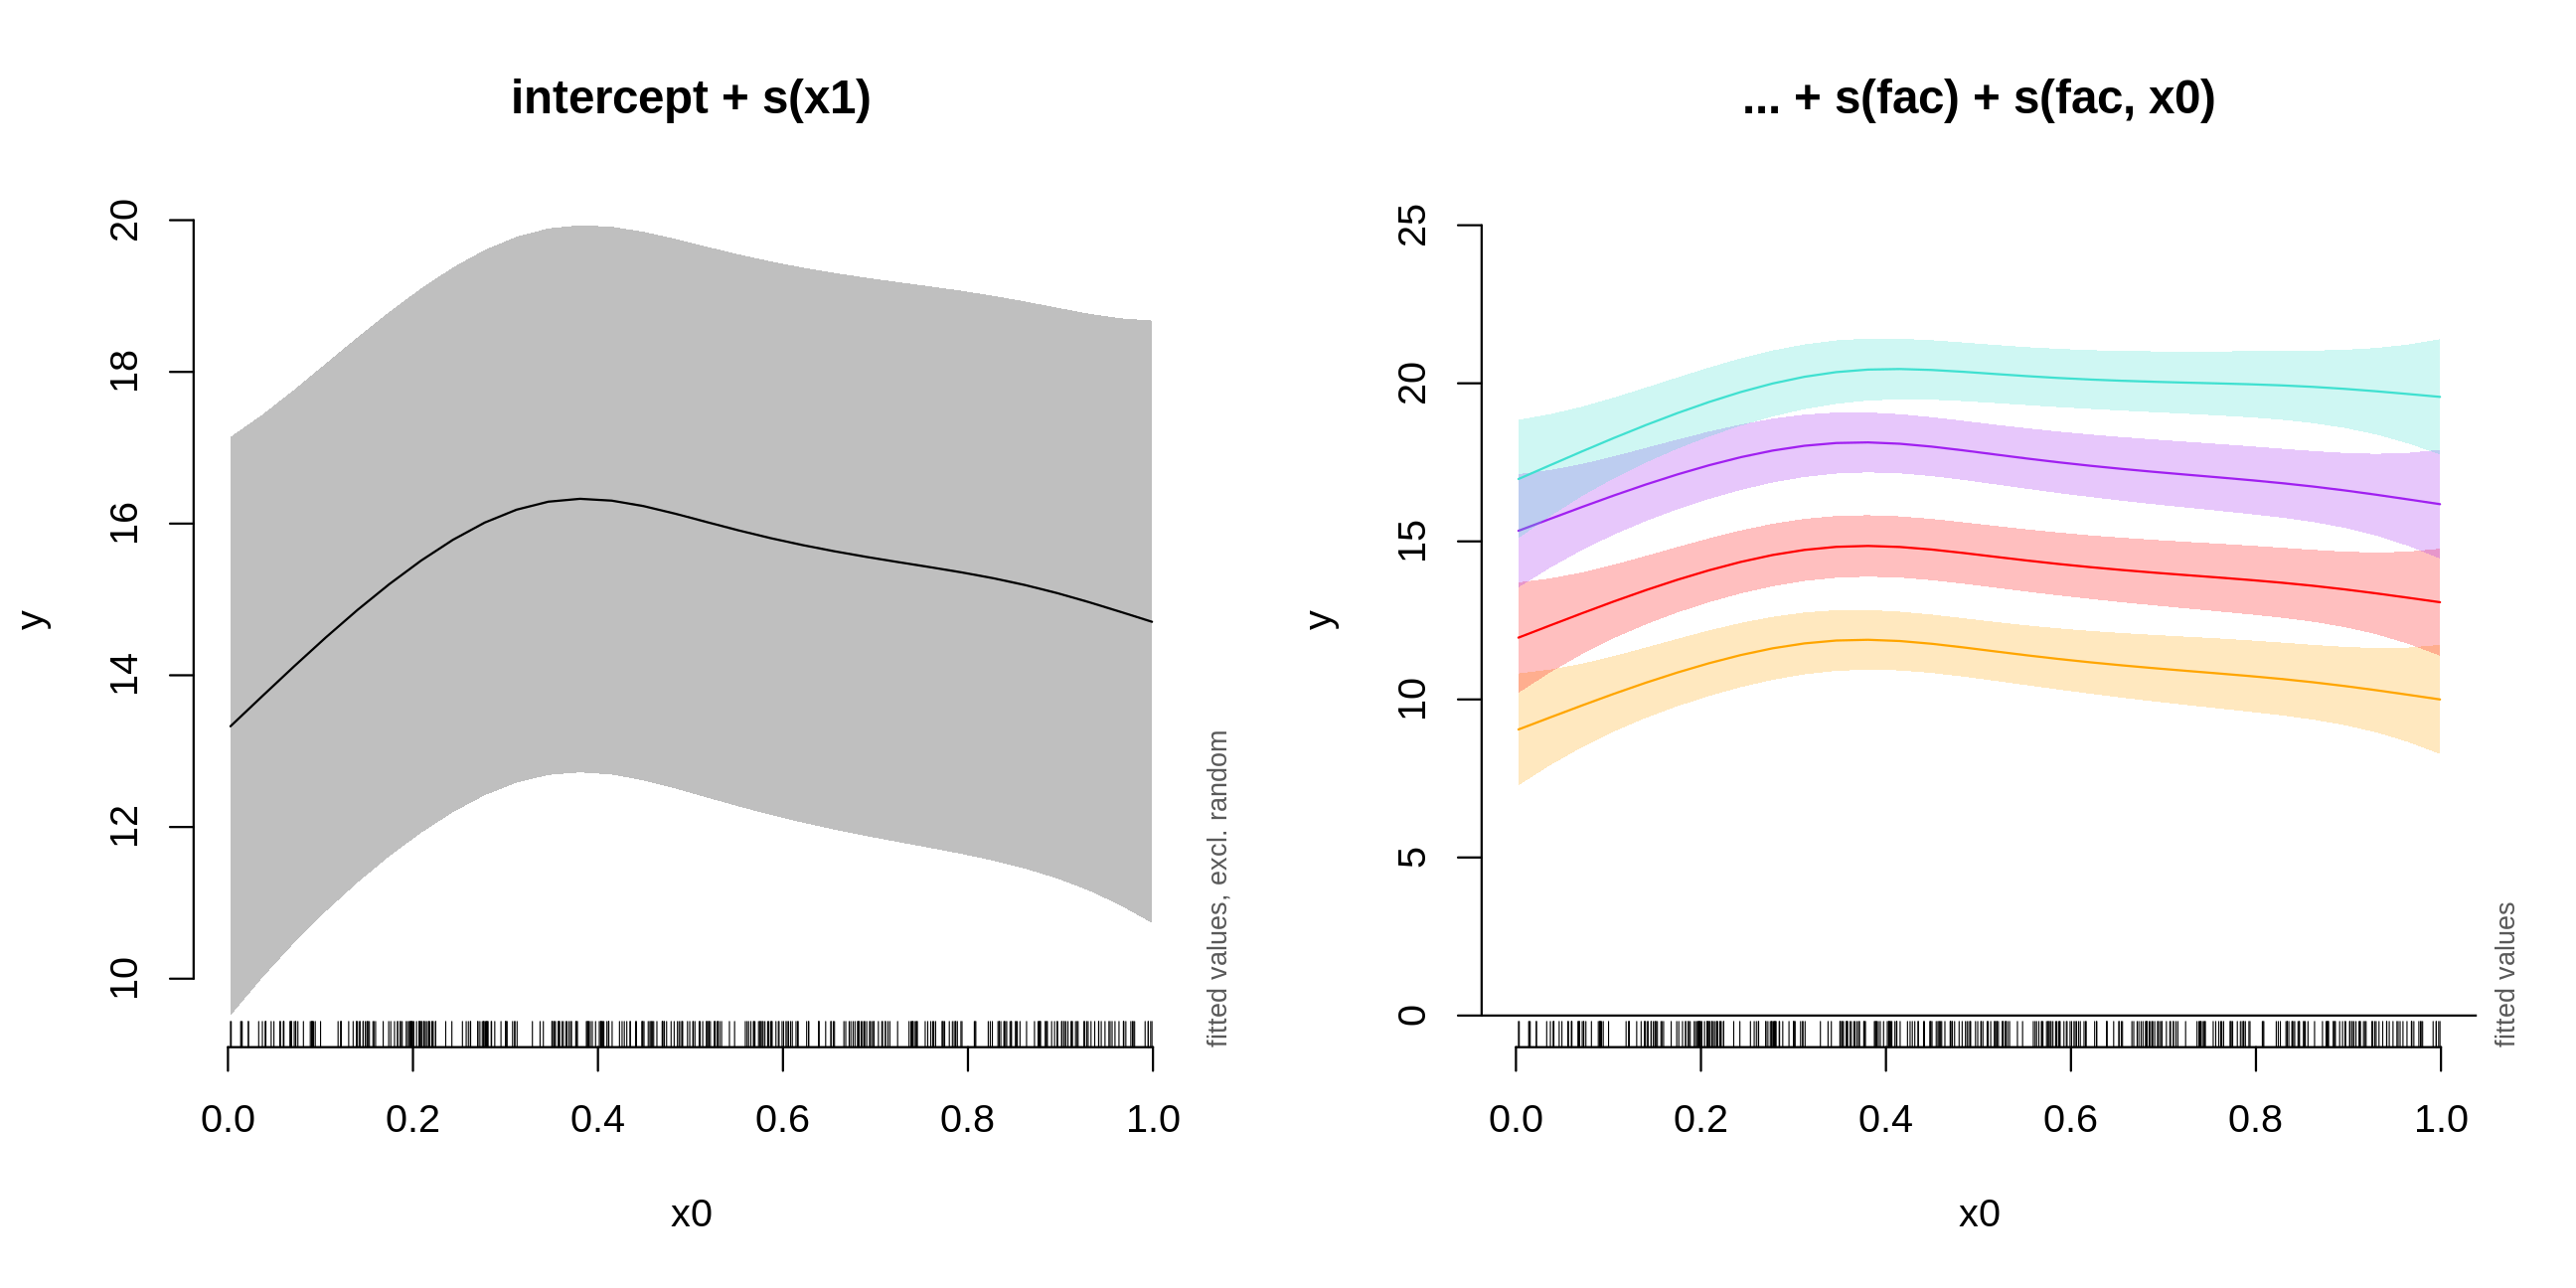 intercept + s(x1)
y
20
18
16
14
12
10
0.0 0.2 0.4 0.6 0.8 1.0
x0
fitted values, excl. random
... + s(fac) + s(fac, x0)
y
25
20
15
10
5
0
0.0 0.2 0.4 0.6 0.8 1.0
x0
fitted values